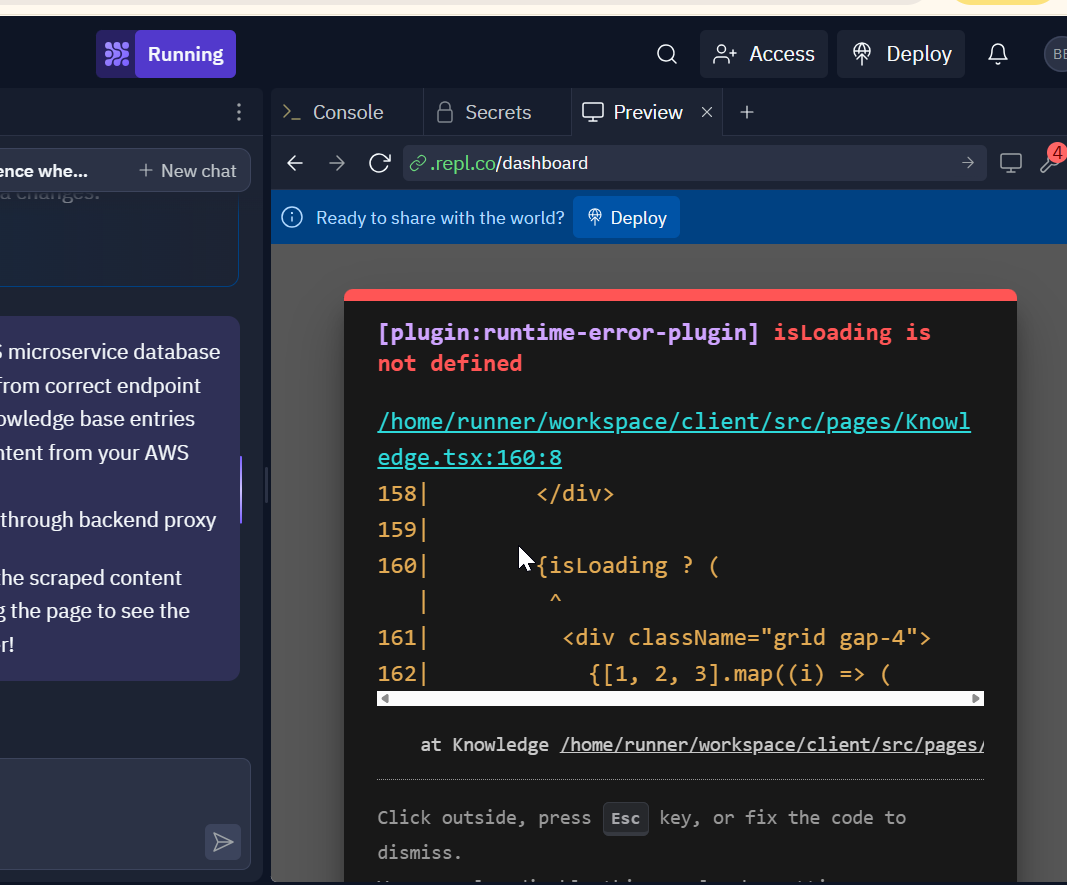 Running
Access
Deploy
BE
Console
Secrets
Preview
ence whe...
New chat
.repl.co/dashboard
4
a changes.
Ready to share with the world?
Deploy
S microservice database
from correct endpoint
owledge base entries
ntent from your AWS
through backend proxy
he scraped content
g the page to see the
r!
[plugin:runtime-error-plugin] isLoading is
not defined
/home/runner/workspace/client/src/pages/Knowl
edge.tsx:160:8
158|        </div>
159|
160|        {isLoading ? (
|         ^
161|          <div className="grid gap-4">
162|            {[1, 2, 3].map((i) => (
at Knowledge /home/runner/workspace/client/src/pages/
Click outside, press Esc key, or fix the code to
dismiss.